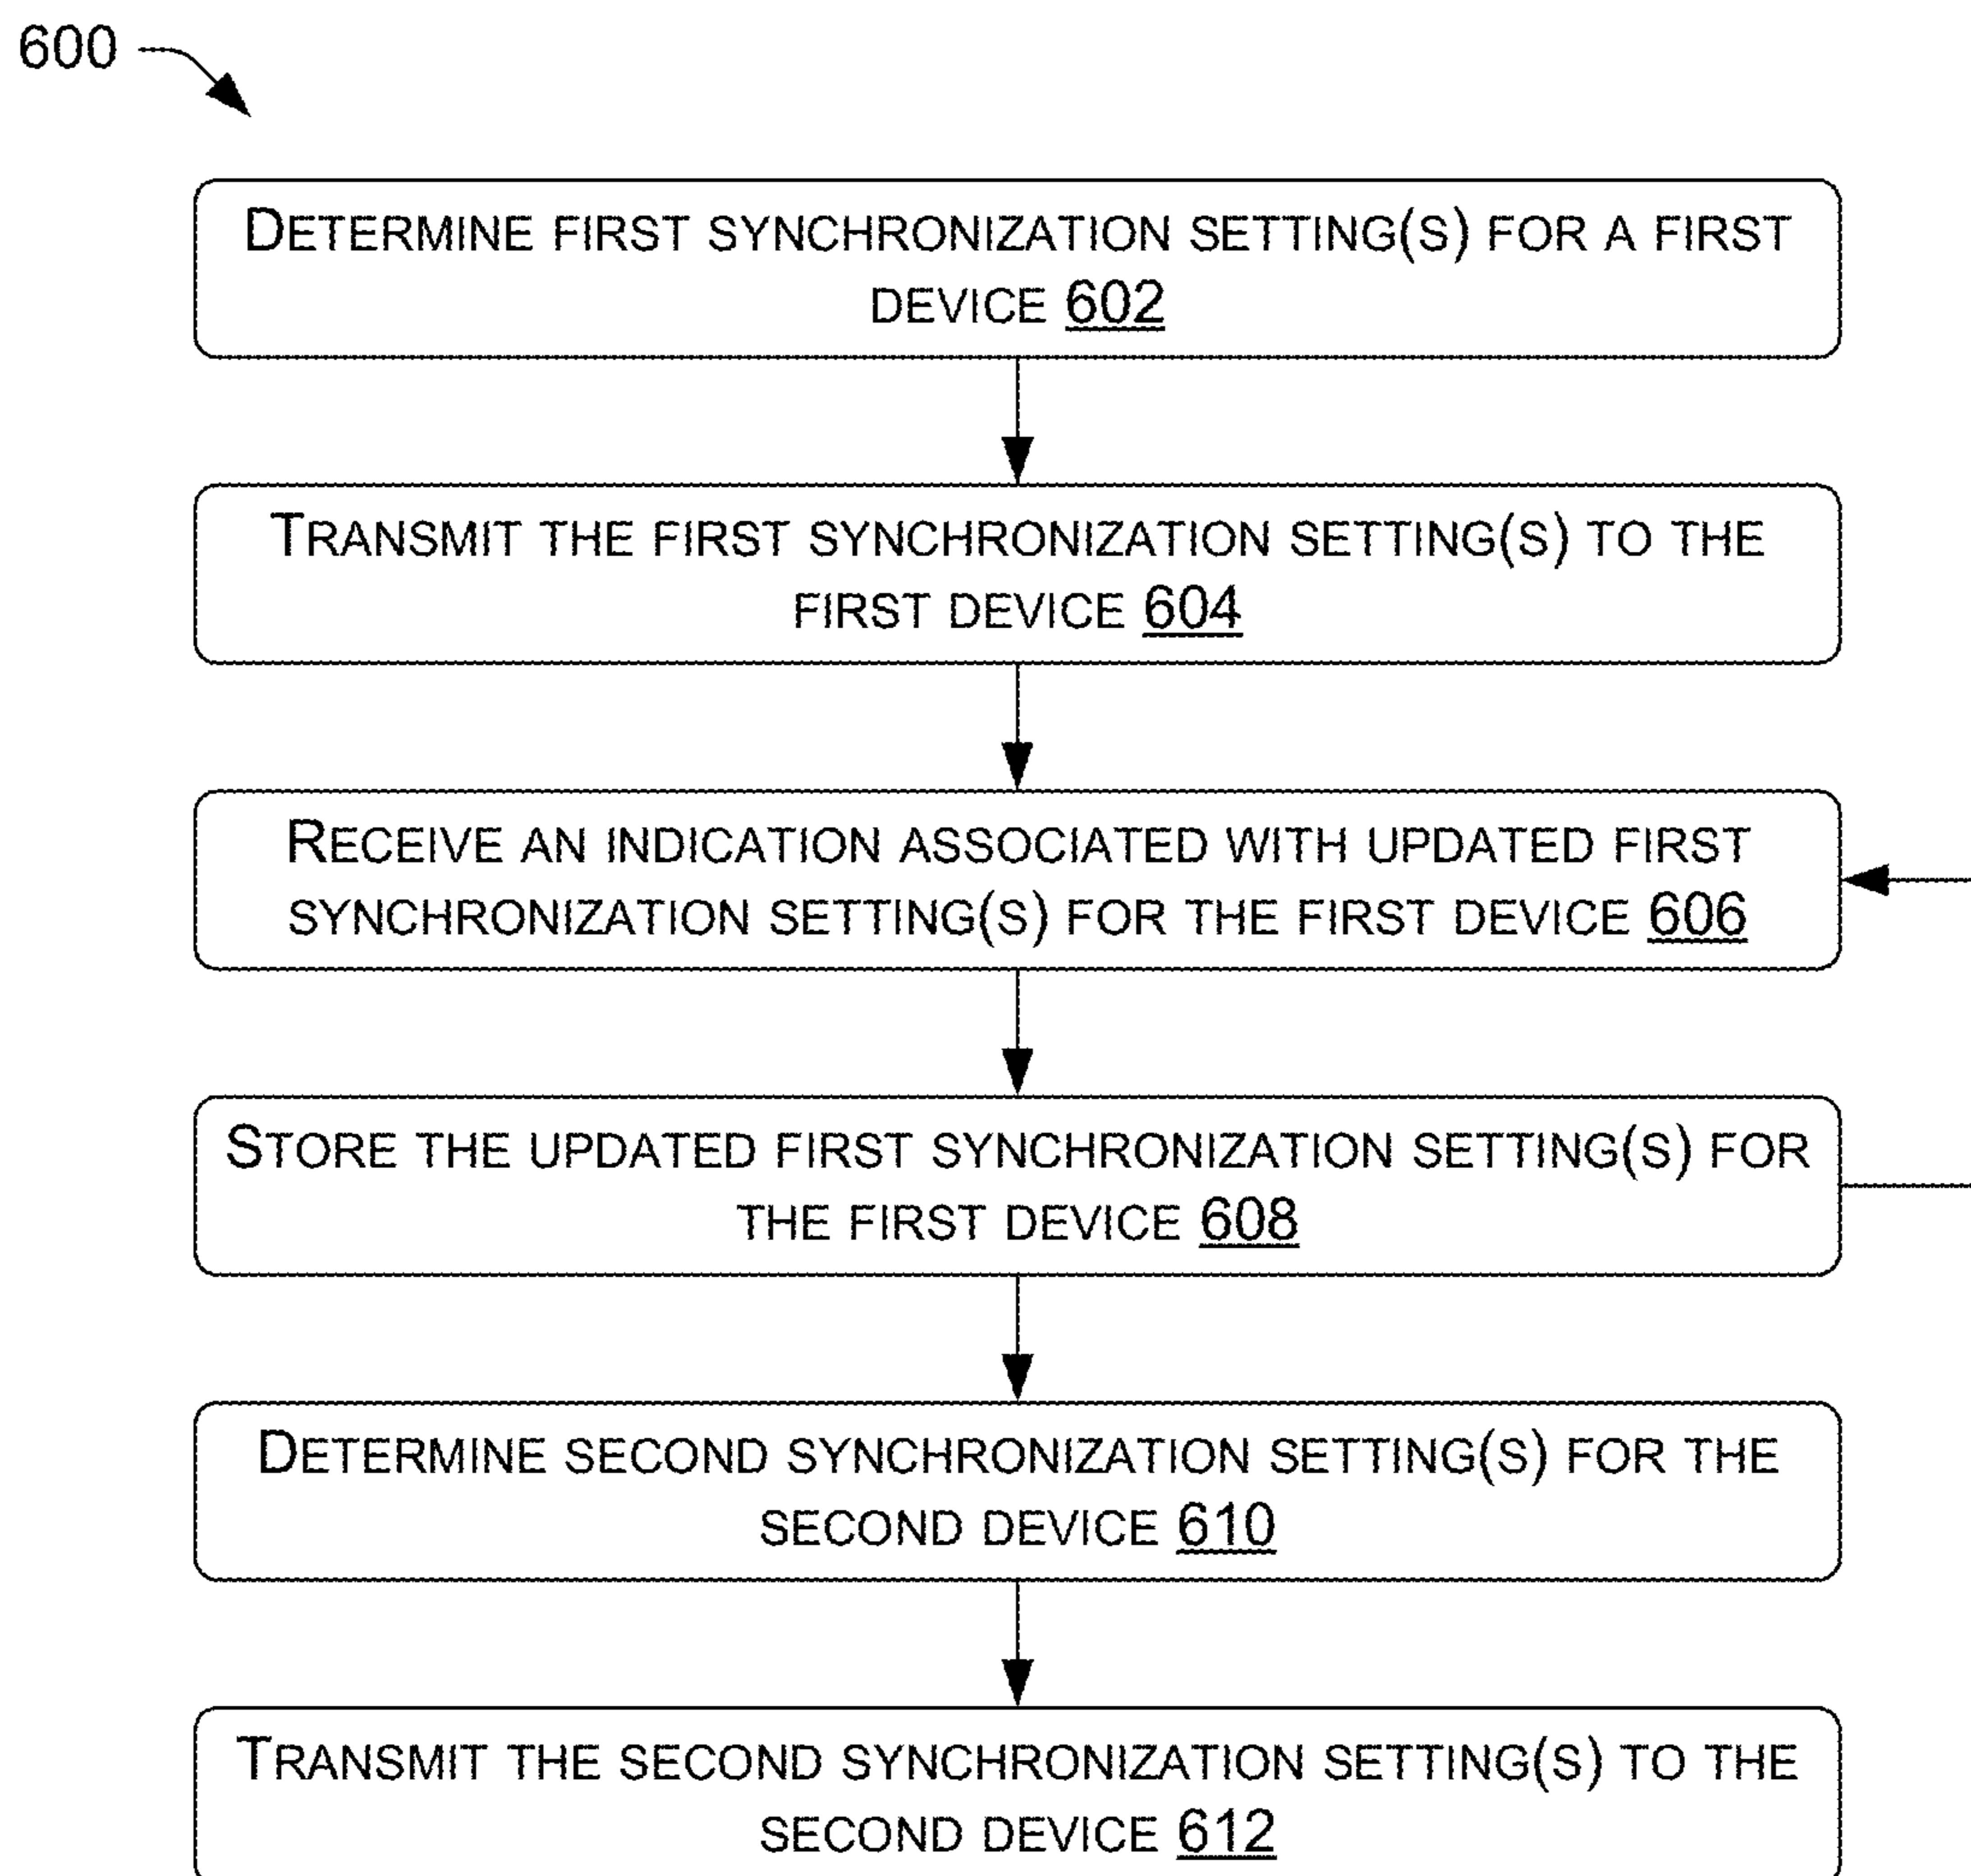 600
DETERMINE FIRST SYNCHRONIZATION SETTING(S) FOR A FIRST
DEVICE 602
TRANSMIT THE FIRST SYNCHRONIZATION SETTING(S) TO THE
FIRST DEVICE 604
RECEIVE AN INDICATION ASSOCIATED WITH UPDATED FIRST
SYNCHRONIZATION SETTING(S) FOR THE FIRST DEVICE 606
STORE THE UPDATED FIRST SYNCHRONIZATION SETTING(S) FOR
THE FIRST DEVICE 608
DETERMINE SECOND SYNCHRONIZATION SETTING(S) FOR THE
SECOND DEVICE 610
TRANSMIT THE SECOND SYNCHRONIZATION SETTING(S) TO THE
SECOND DEVICE 612